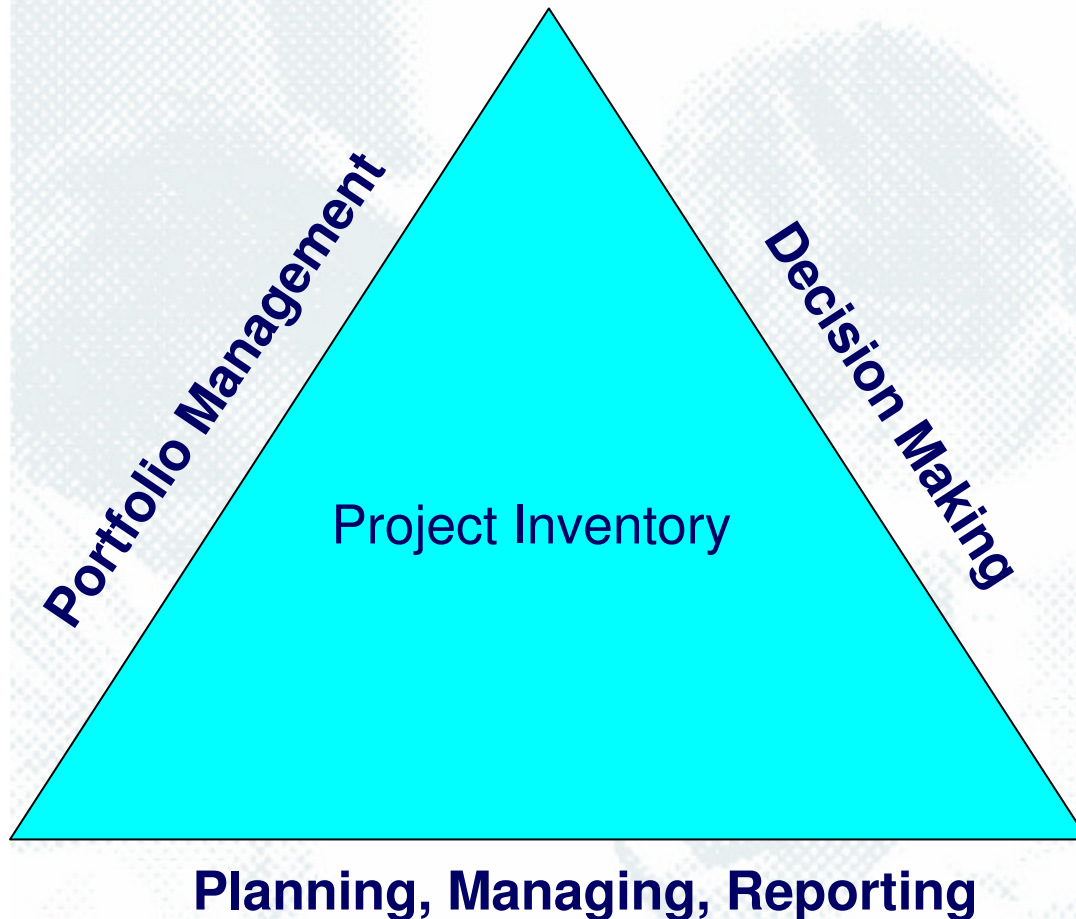 Portfolio Management
Decision Making
Project Inventory
Planning, Managing, Reporting